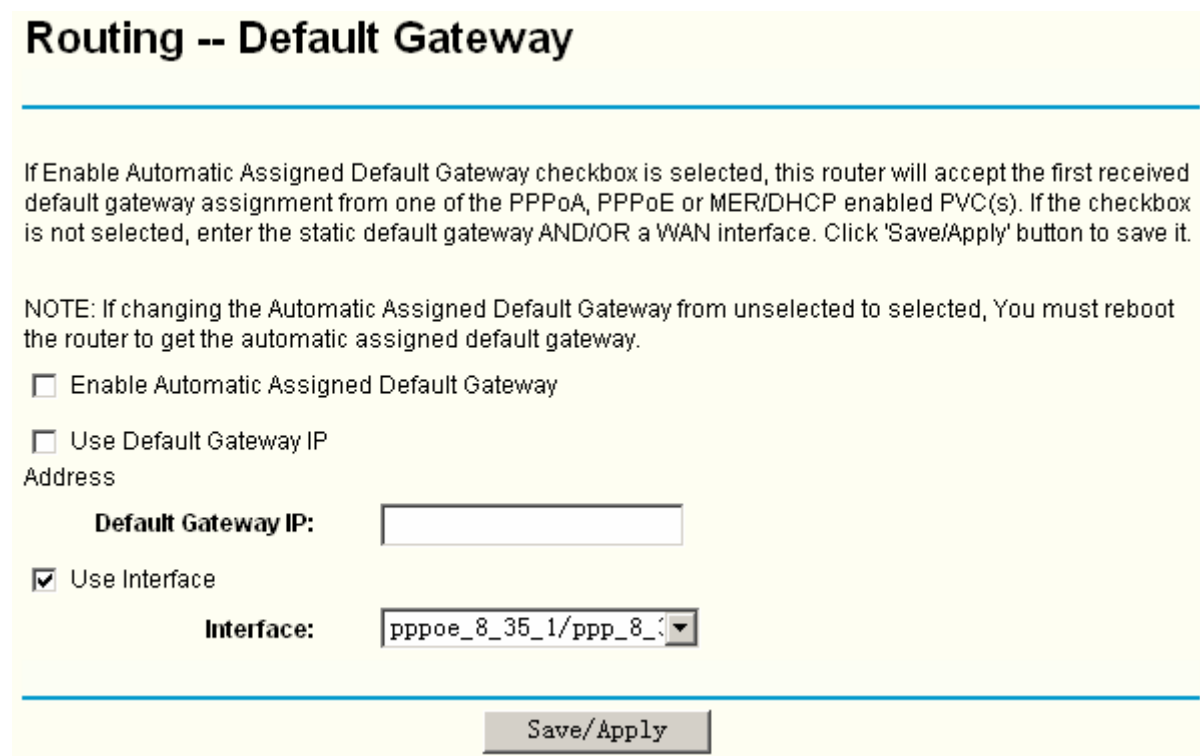 Routing -- Default Gateway
If Enable Automatic Assigned Default Gateway checkbox is selected, this router will accept the first received
default gateway assignment from one of the PPPoA, PPPoE or MER/DHCP enabled PVC(s). If the checkbox
is not selected, enter the static default gateway AND/OR a WAN interface. Click 'Save/Apply' button to save it.
NOTE: If changing the Automatic Assigned Default Gateway from unselected to selected, You must reboot
the router to get the automatic assigned default gateway.
Enable Automatic Assigned Default Gateway
Use Default Gateway IP
Address
Default Gateway IP:
Use Interface
Interface: pppoe_8_35_1/ppp_8_
Save/Apply